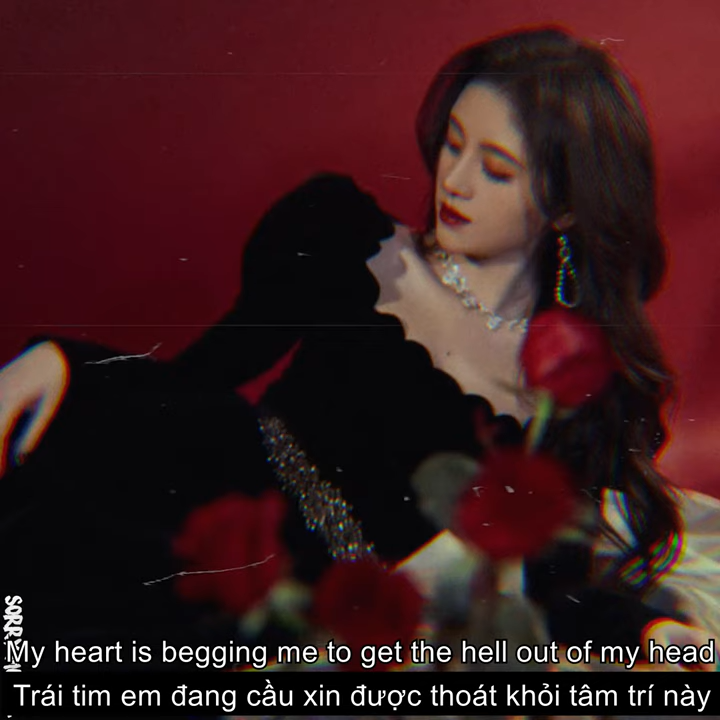 My heart is begging me to get the hell out of my head
Trái tim em đang cầu xin được thoát khỏi tâm trí này